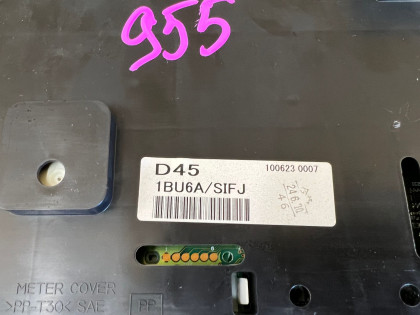 955
D45
100623 0007
1BU6A/SIFJ
METER COVER
>PP-T30< SAE
PP